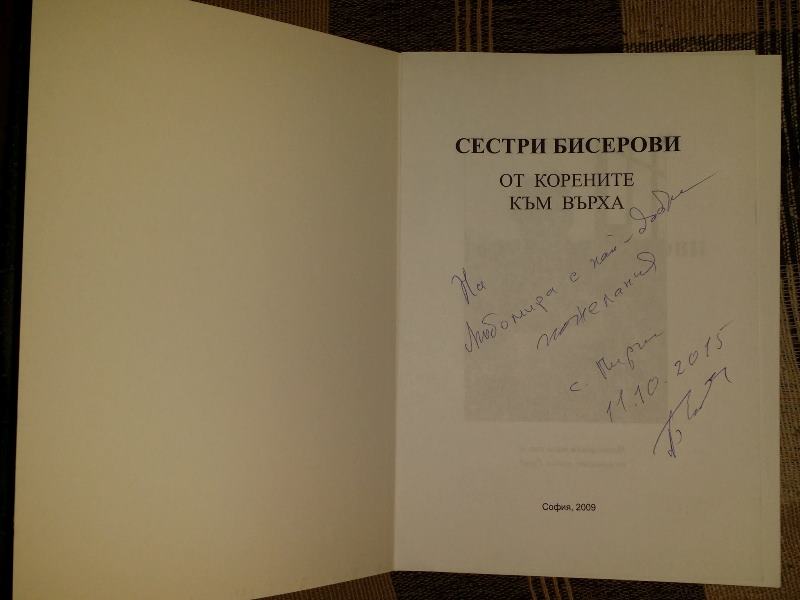 СЕСТРИ БИСЕРОВИ
ОТ КОРЕНИТЕ
КЪМ ВЪРХА
На
Любомира с най-добри
пожелания
с. Пирин
11.10.2015
София, 2009